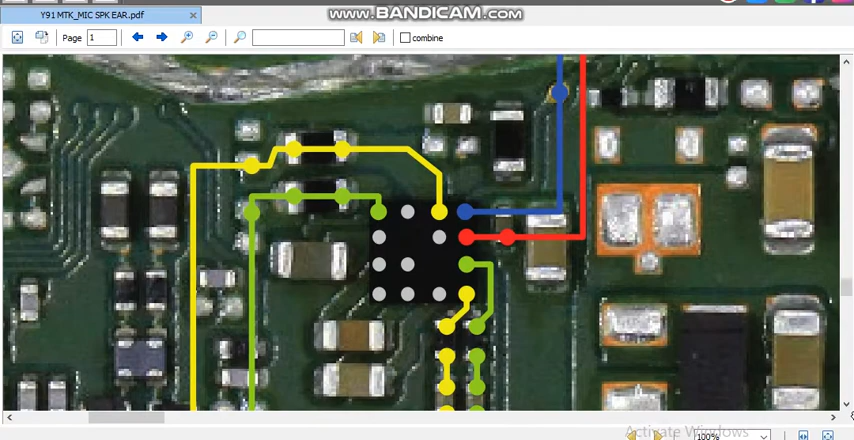 Y91 MTK_MIC SPK EAR.pdf
WWW.BANDICAM.COM
Page 1
combine
Activate Windows
100%